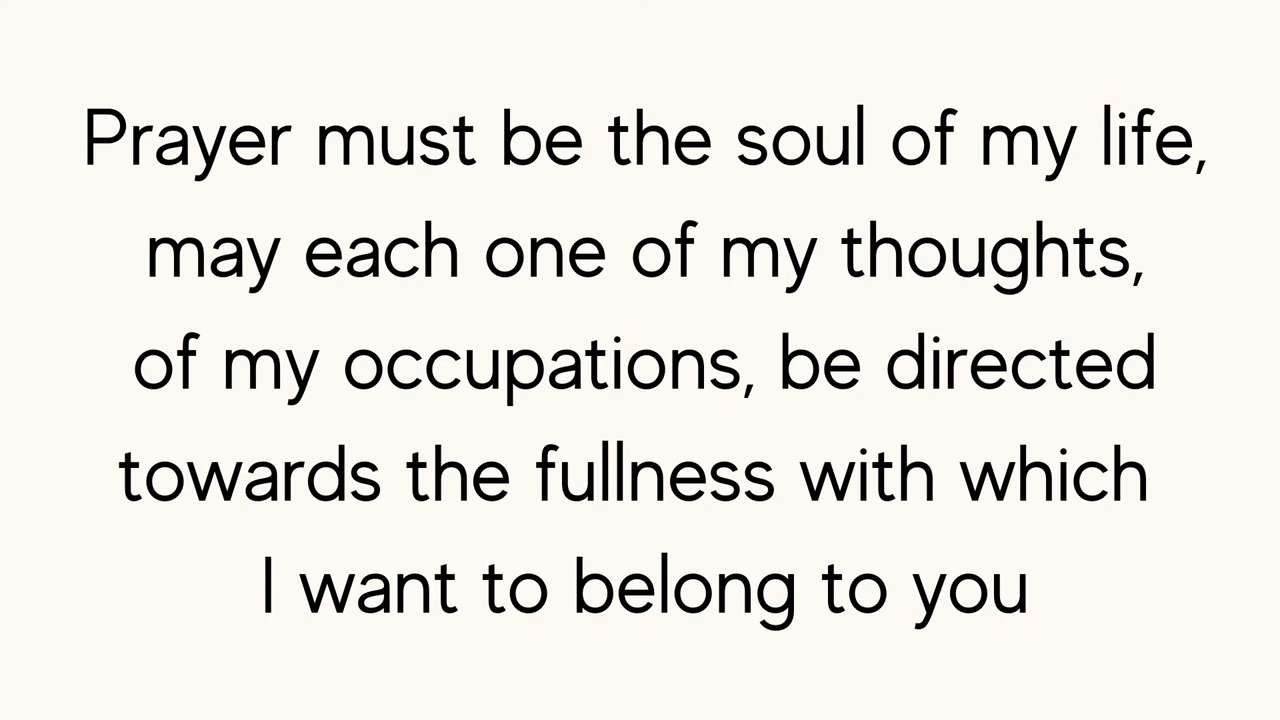 Prayer must be the soul of my life,
may each one of my thoughts,
of my occupations, be directed
towards the fullness with which
I want to belong to you